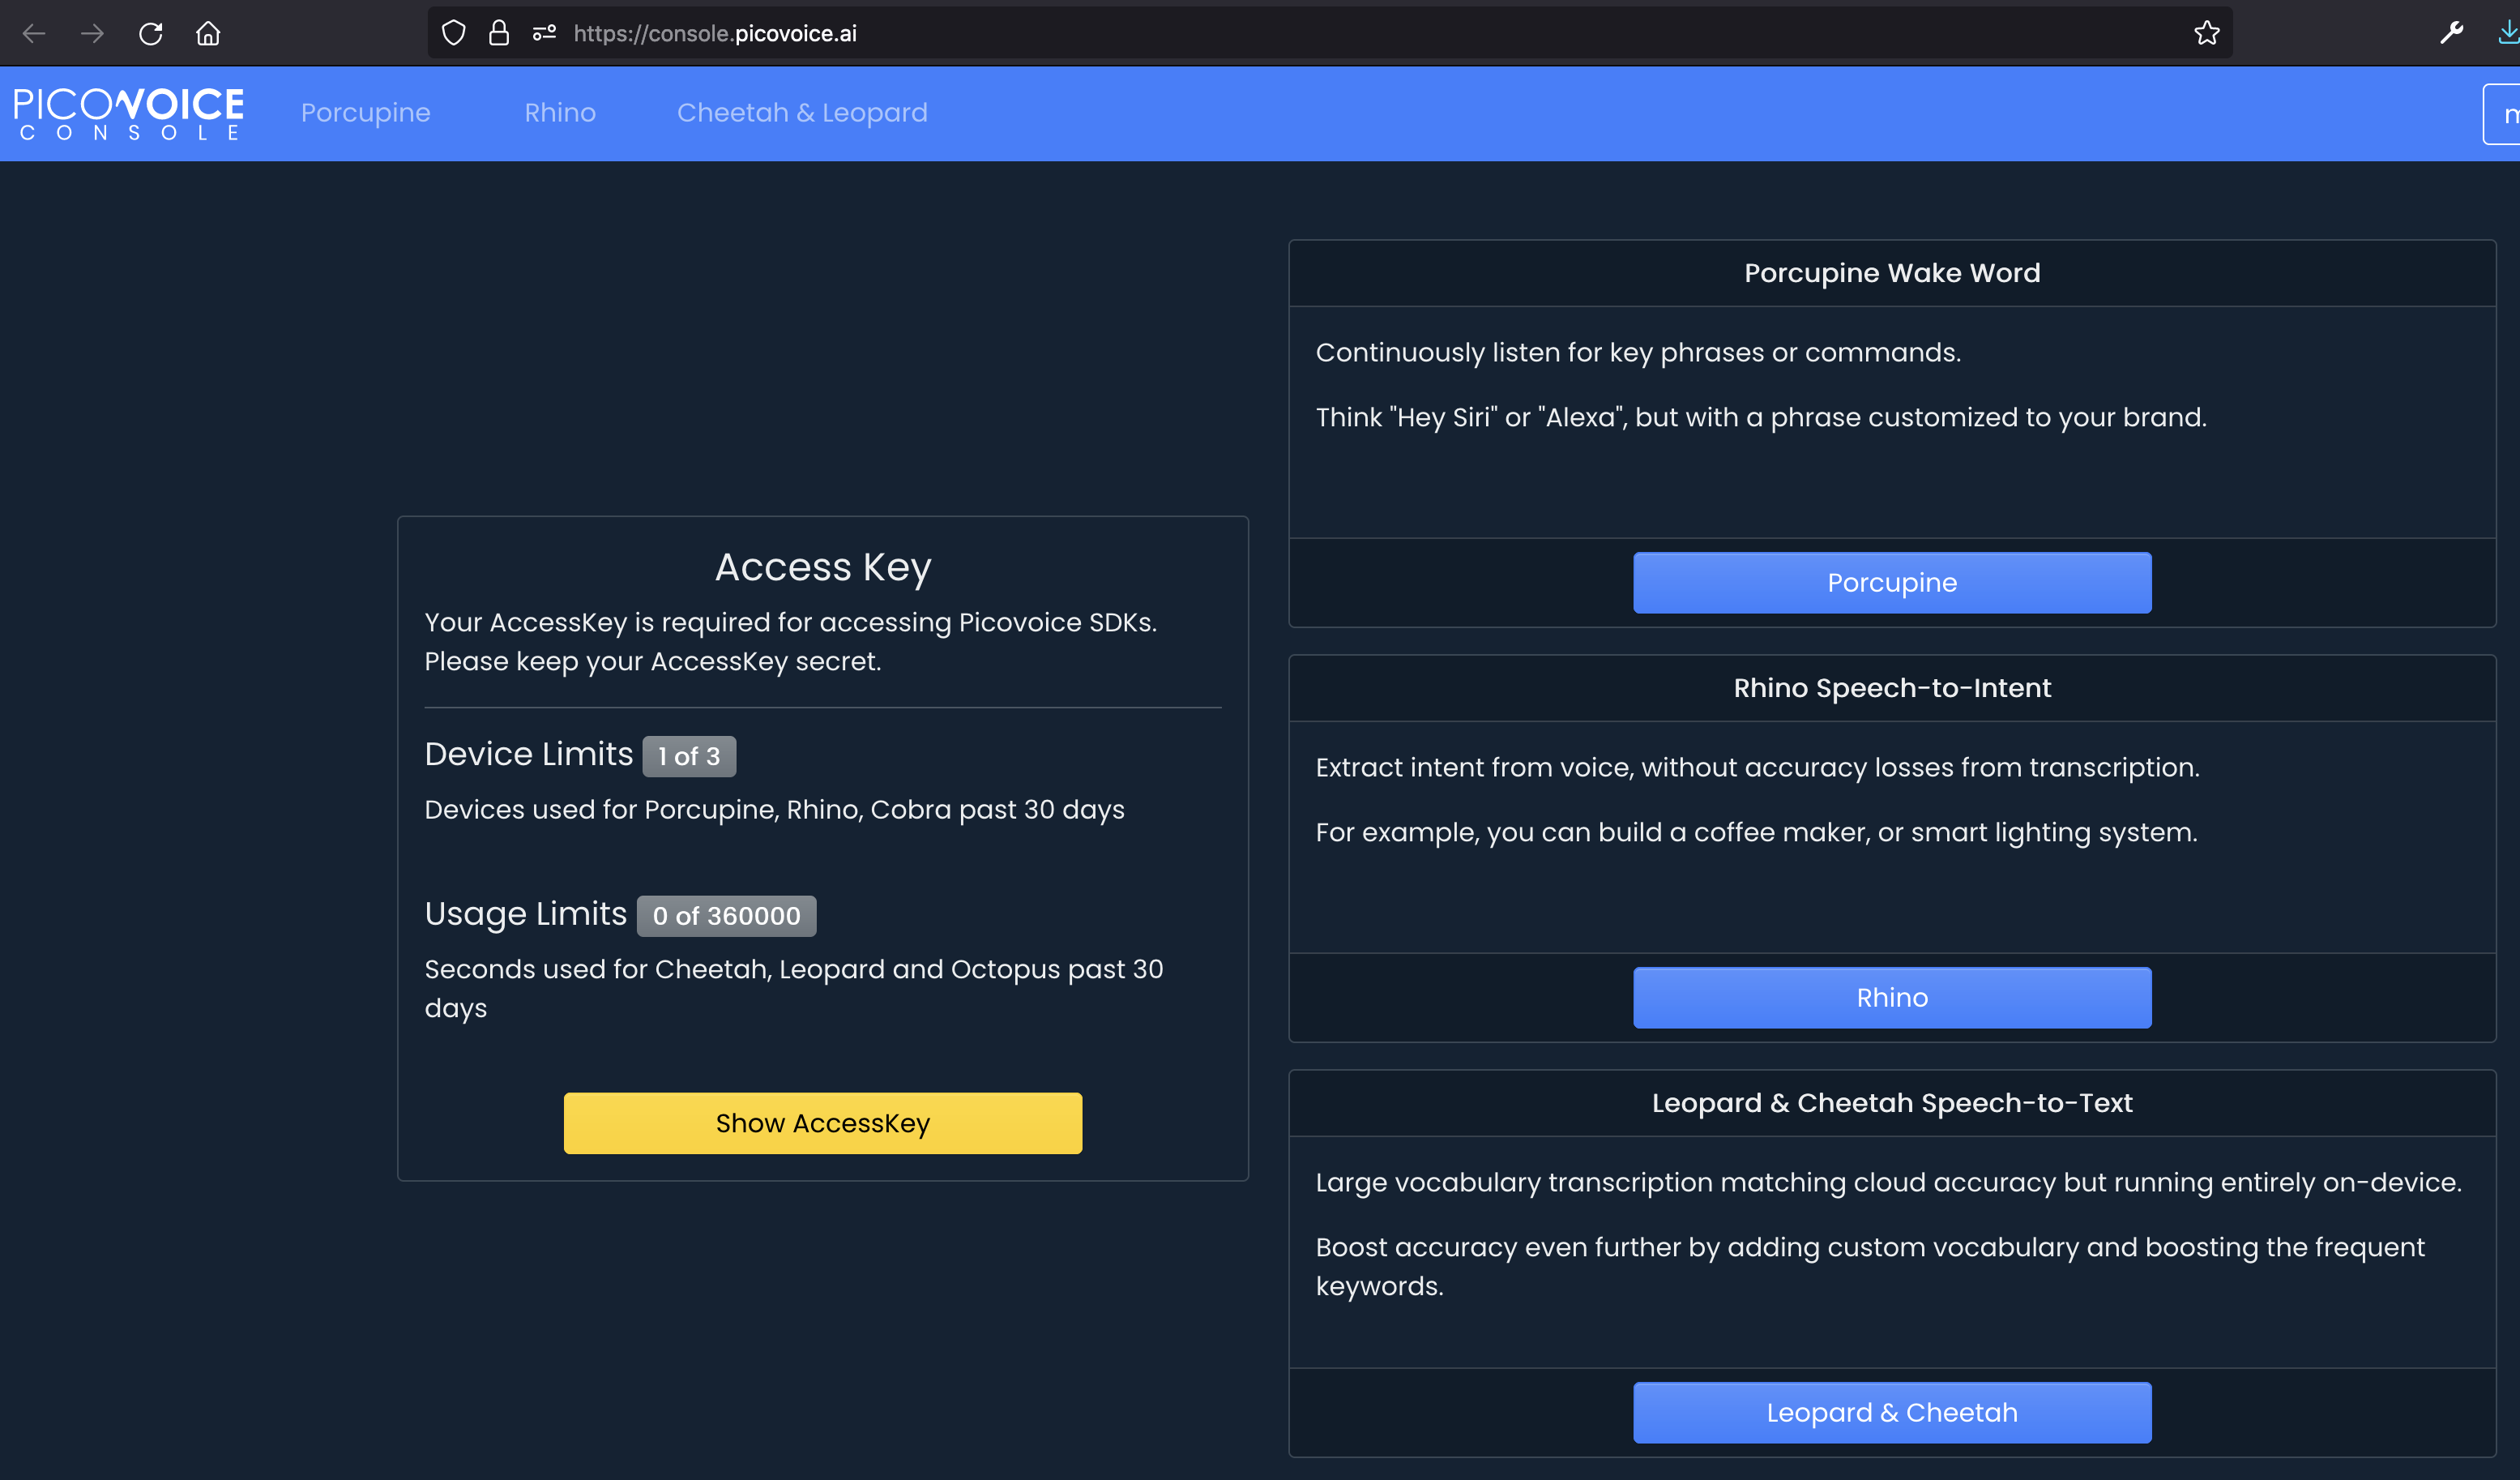 https://console.picovoice.ai
PICOVOICE
CONSOLE
Porcupine
Rhino
Cheetah & Leopard
Access Key
Your AccessKey is required for accessing Picovoice SDKs.
Please keep your AccessKey secret.
Device Limits 1 of 3
Devices used for Porcupine, Rhino, Cobra past 30 days
Usage Limits 0 of 360000
Seconds used for Cheetah, Leopard and Octopus past 30
days
Show AccessKey
Porcupine Wake Word
Continuously listen for key phrases or commands.
Think "Hey Siri" or "Alexa", but with a phrase customized to your brand.
Porcupine
Rhino Speech-to-Intent
Extract intent from voice, without accuracy losses from transcription.
For example, you can build a coffee maker, or smart lighting system.
Rhino
Leopard & Cheetah Speech-to-Text
Large vocabulary transcription matching cloud accuracy but running entirely on-device.
Boost accuracy even further by adding custom vocabulary and boosting the frequent
keywords.
Leopard & Cheetah